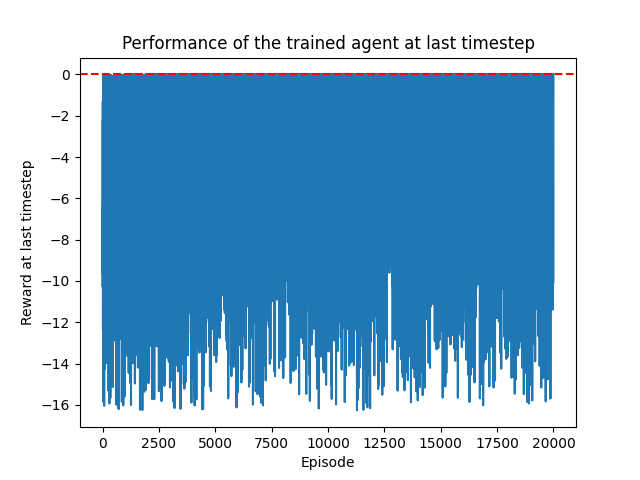 Performance of the trained agent at last timestep
0
−2
−4
−6
−8
−10
−12
−14
−16
Reward at last timestep
0 2500 5000 7500 10000 12500 15000 17500 20000
Episode